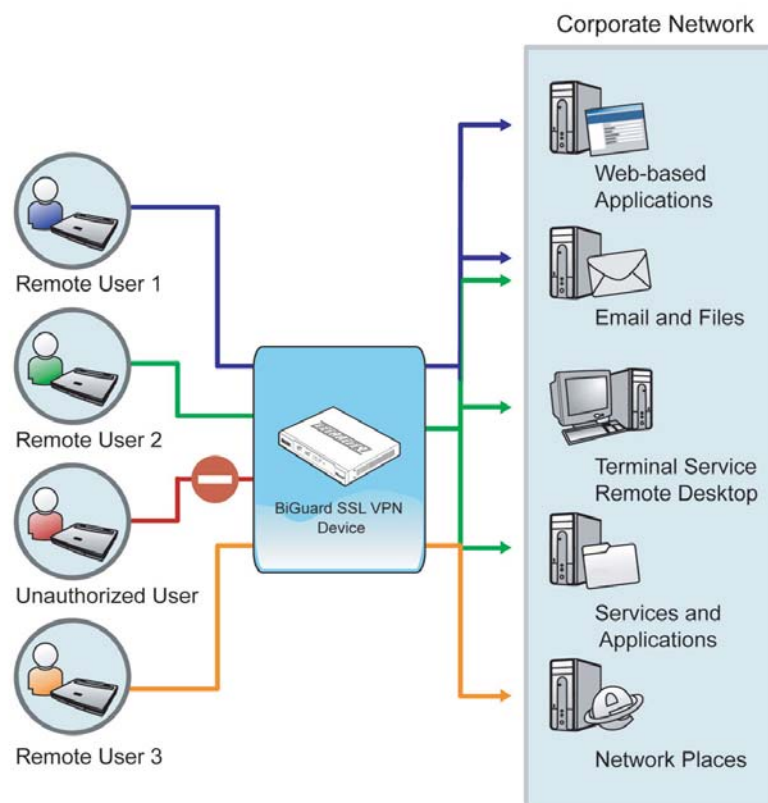 Corporate Network
Web-based
Applications
Remote User 1
Email and Files
Remote User 2
Terminal Service
Remote Desktop
BiGuard SSL VPN
Device
Unauthorized User
Services and
Applications
Remote User 3
Network Places